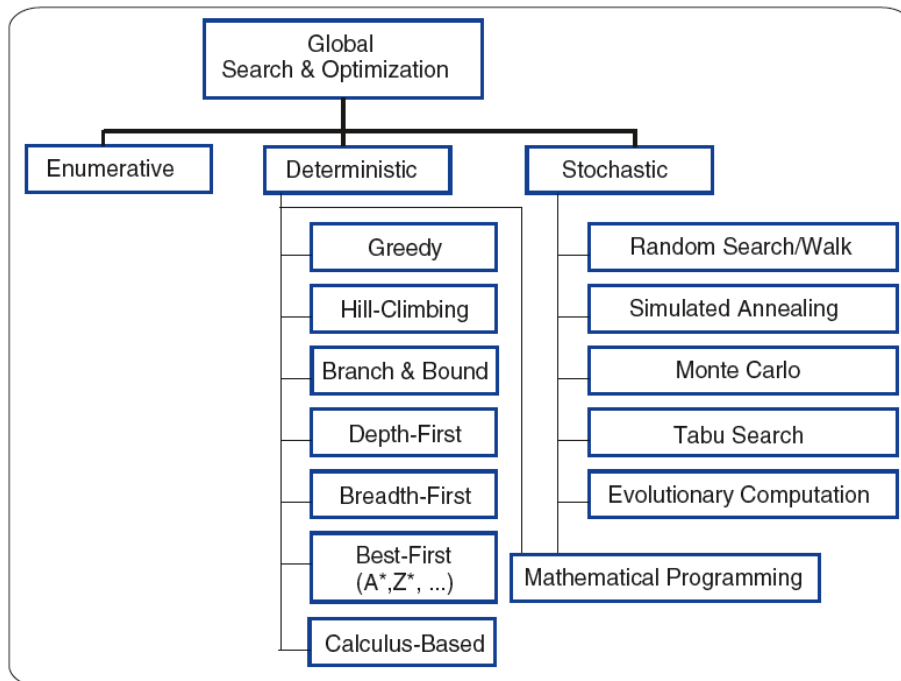 Global
Search & Optimization
Enumerative
Deterministic
Stochastic
Greedy
Hill-Climbing
Branch & Bound
Depth-First
Breadth-First
Best-First
(A*,Z*, ...)
Calculus-Based
Random Search/Walk
Simulated Annealing
Monte Carlo
Tabu Search
Evolutionary Computation
Mathematical Programming